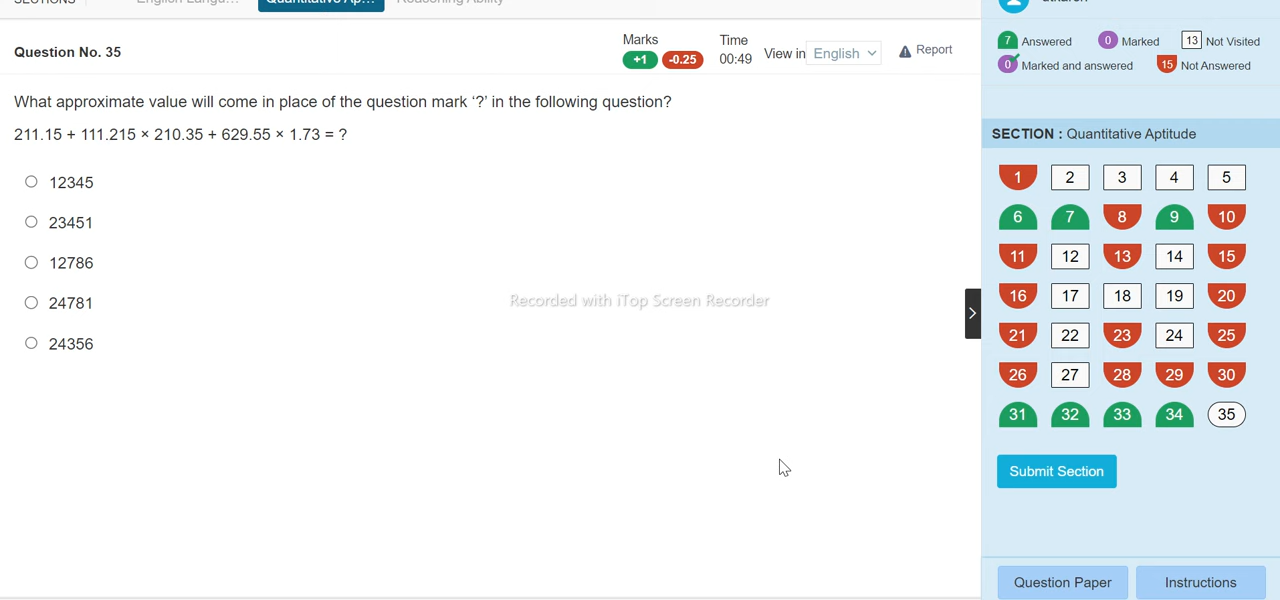 SECTIONS
English Langu...
Quantitative Ap...
Reasoning Ability
Question No. 35
Marks
+1 -0.25
Time
00:49
View in English
Report
What approximate value will come in place of the question mark ‘?’ in the following question?
211.15 + 111.215 × 210.35 + 629.55 × 1.73 = ?
12345
23451
12786
24781
24356
Recorded with iTop Screen Recorder
7 Answered
0 Marked
13 Not Visited
0 Marked and answered
15 Not Answered
SECTION : Quantitative Aptitude
1 2 3 4 5
6 7 8 9 10
11 12 13 14 15
16 17 18 19 20
21 22 23 24 25
26 27 28 29 30
31 32 33 34 35
Submit Section
Question Paper
Instructions